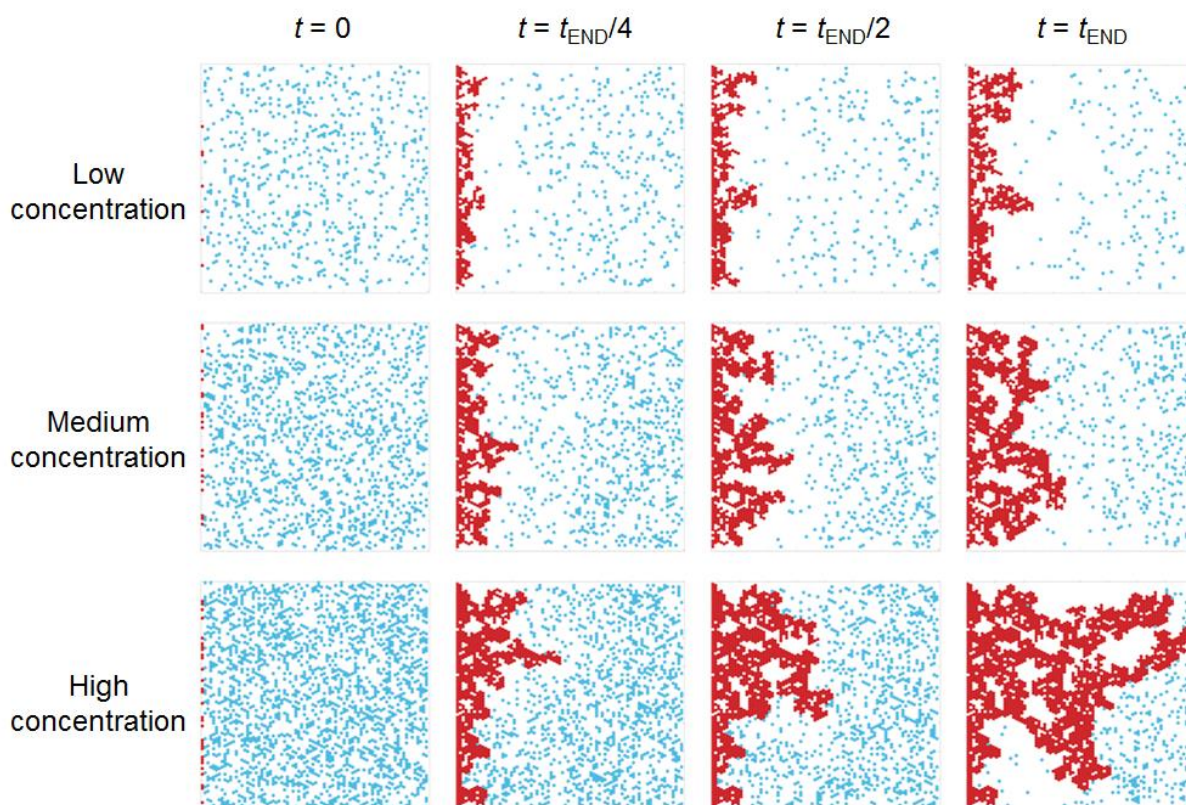 t = 0
t = tEND/4
t = tEND/2
t = tEND
Low
concentration
Medium
concentration
High
concentration